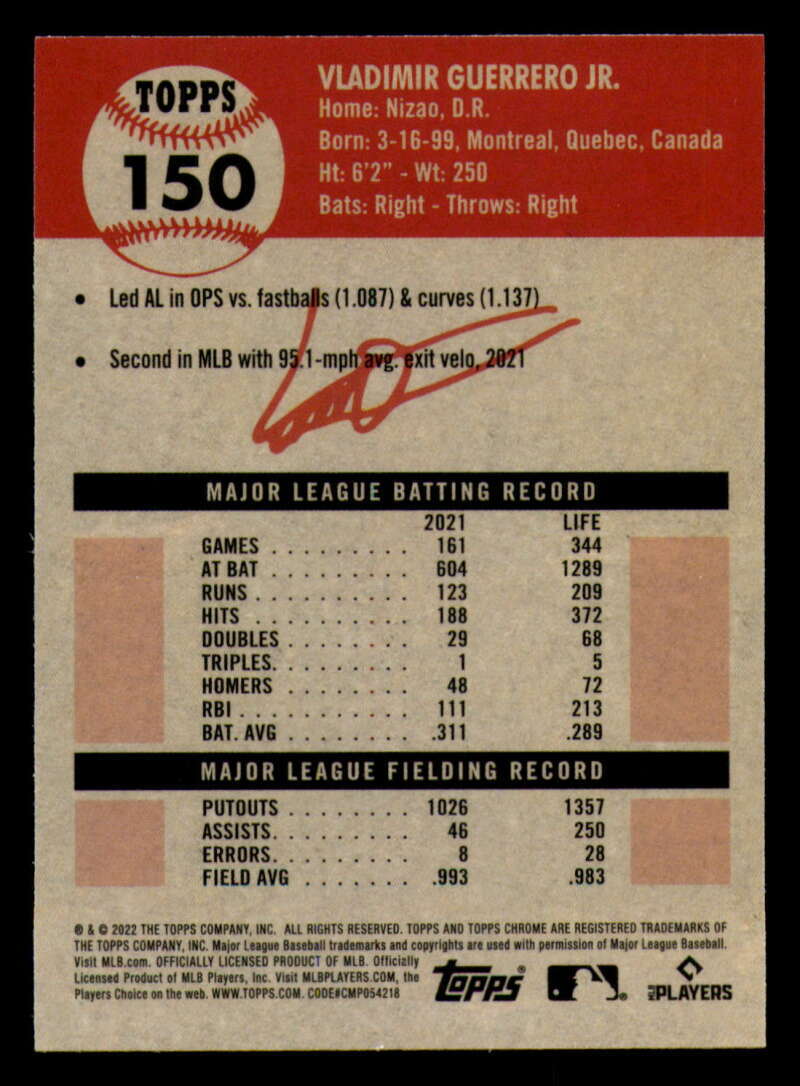 TOPPS
150
VLADIMIR GUERRERO JR.
Home: Nizao, D.R.
Born: 3-16-99, Montreal, Quebec, Canada
Ht: 6'2" - Wt: 250
Bats: Right - Throws: Right
• Led AL in OPS vs. fastballs (1.087) & curves (1.137)
• Second in MLB with 95.1-mph avg. exit velo, 2021
MAJOR LEAGUE BATTING RECORD
2021 LIFE
GAMES . . . . . . . . . 161 344
AT BAT . . . . . . . . . 604 1289
RUNS . . . . . . . . . . 123 209
HITS . . . . . . . . . . 188 372
DOUBLES . . . . . . . . 29 68
TRIPLES. . . . . . . . . 1 5
HOMERS . . . . . . . . 48 72
RBI . . . . . . . . . . . 111 213
BAT. AVG . . . . . . . . .311 .289
MAJOR LEAGUE FIELDING RECORD
PUTOUTS . . . . . . . . 1026 1357
ASSISTS. . . . . . . . . 46 250
ERRORS. . . . . . . . . 8 28
FIELD AVG . . . . . . . .993 .983
® & © 2022 THE TOPPS COMPANY, INC. ALL RIGHTS RESERVED. TOPPS AND TOPPS CHROME ARE REGISTERED TRADEMARKS OF
THE TOPPS COMPANY, INC. Major League Baseball trademarks and copyrights are used with permission of Major League Baseball.
Visit MLB.com. OFFICIALLY LICENSED PRODUCT OF MLB. Officially
Licensed Product of MLB Players, Inc. Visit MLBPLAYERS.COM, the
Players Choice on the web. WWW.TOPPS.COM. CODE#CMP054218
Topps®
MLB PLAYERS